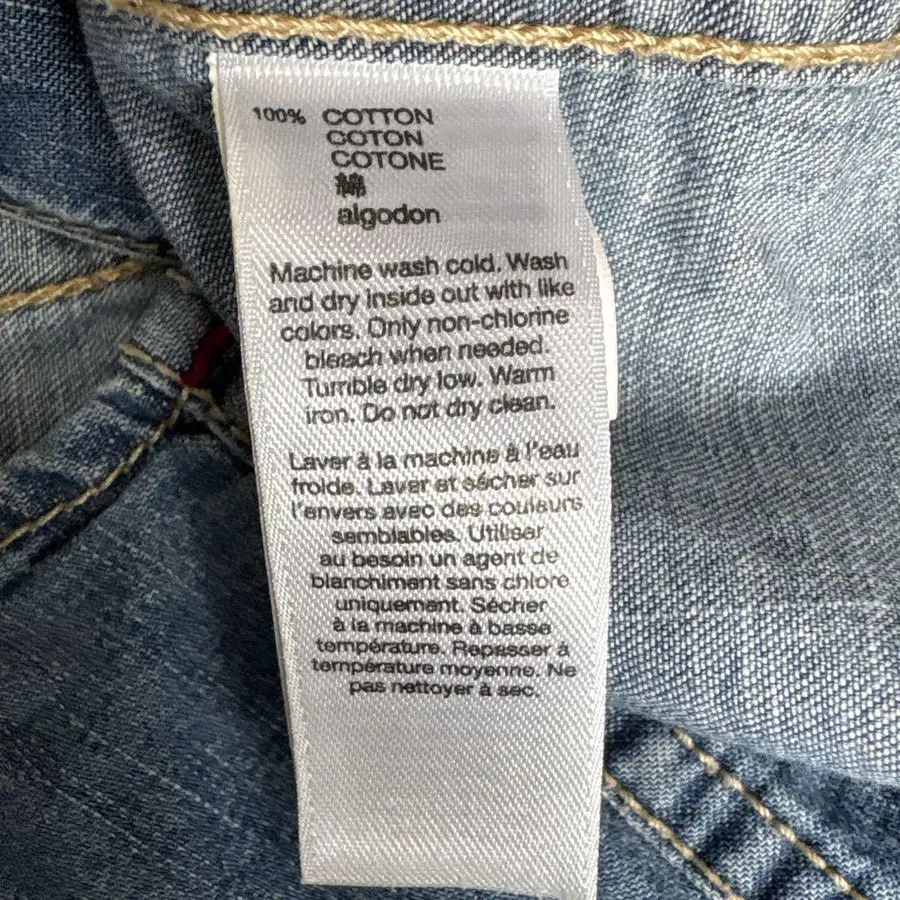 100% COTTON
COTON
COTONE
綿
algodon
Machine wash cold. Wash
and dry inside out with like
colors. Only non-chlorine
bleach when needed.
Tumble dry low. Warm
iron. Do not dry clean.
Laver à la machine à l'eau
froide. Laver et sécher sur
l'envers avec des couleurs
semblables. Utiliser
au besoin un agent de
blanchiment sans chlore
uniquement. Sécher
à la machine à basse
température. Repasser à
température moyenne. Ne
pas nettoyer à sec.